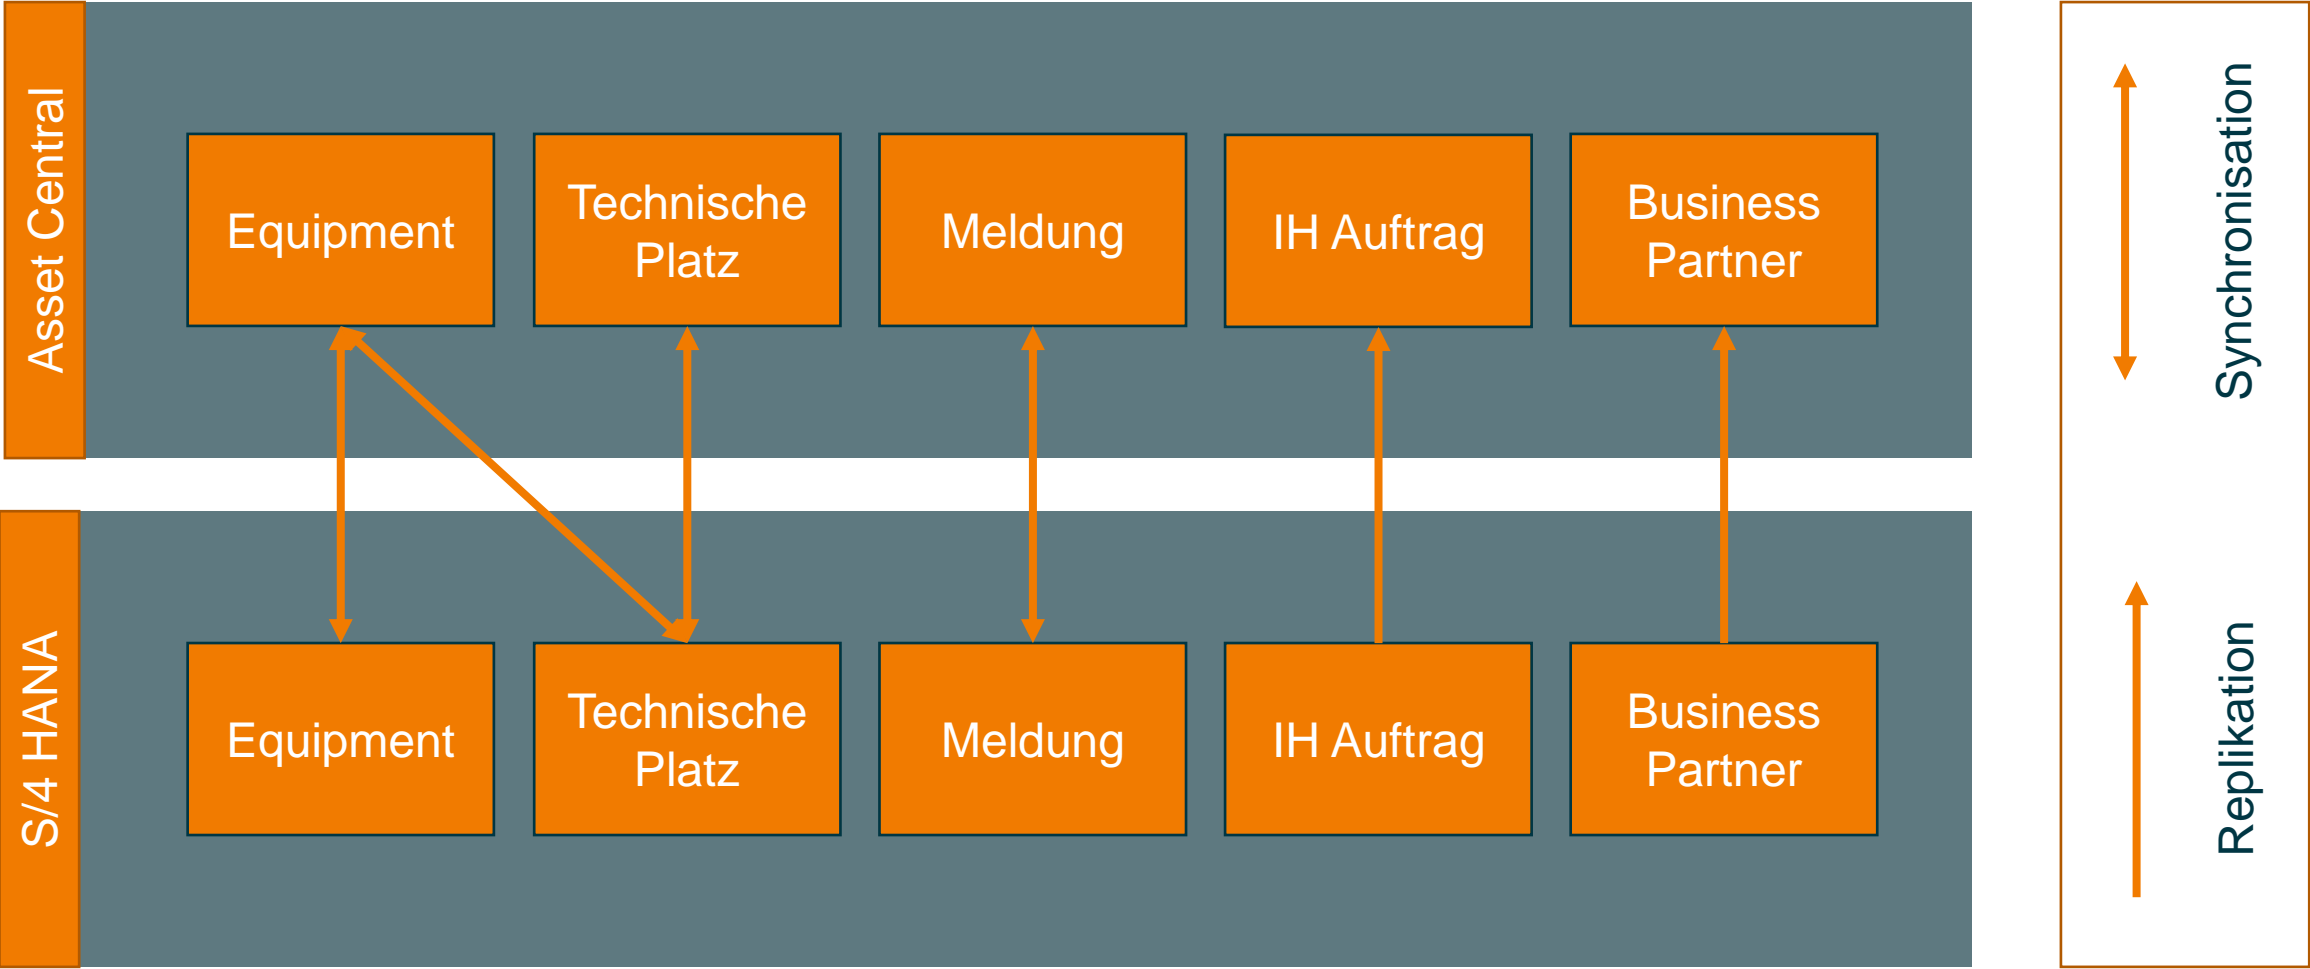 Asset Central
Equipment
Technische
Platz
Meldung
IH Auftrag
Business
Partner
S/4 HANA
Equipment
Technische
Platz
Meldung
IH Auftrag
Business
Partner
Synchronisation
Replikation